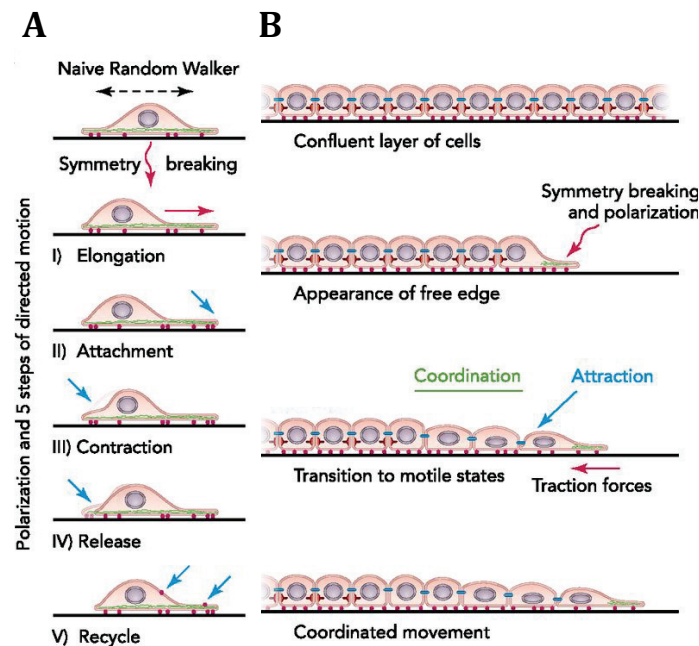 A
B
Naive Random Walker
Symmetry breaking
Polarization and 5 steps of directed motion
I) Elongation
II) Attachment
III) Contraction
IV) Release
V) Recycle
Confluent layer of cells
Symmetry breaking
and polarization
Appearance of free edge
Coordination
Attraction
Transition to motile states
Traction forces
Coordinated movement